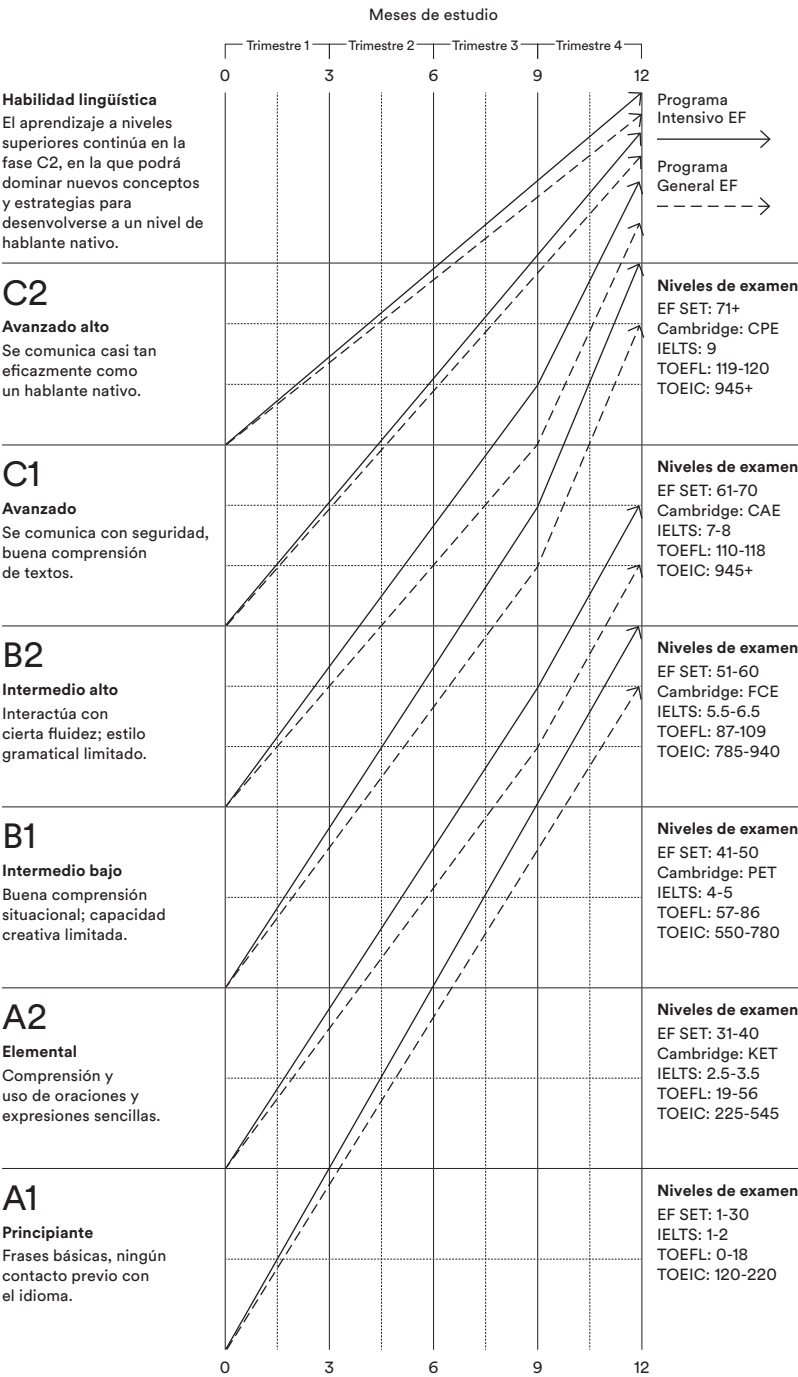 Meses de estudio
Trimestre 1
Trimestre 2
Trimestre 3
Trimestre 4
0
3
6
9
12
Habilidad lingüística
El aprendizaje a niveles
superiores continúa en la
fase C2, en la que podrá
dominar nuevos conceptos
y estrategias para
desenvolverse a un nivel de
hablante nativo.
Programa
Intensivo EF
Programa
General EF
C2
Avanzado alto
Se comunica casi tan
eficazmente como
un hablante nativo.
Niveles de examen
EF SET: 71+
Cambridge: CPE
IELTS: 9
TOEFL: 119-120
TOEIC: 945+
C1
Avanzado
Se comunica con seguridad,
buena comprensión
de textos.
Niveles de examen
EF SET: 61-70
Cambridge: CAE
IELTS: 7-8
TOEFL: 110-118
TOEIC: 945+
B2
Intermedio alto
Interactúa con
cierta fluidez; estilo
gramatical limitado.
Niveles de examen
EF SET: 51-60
Cambridge: FCE
IELTS: 5.5-6.5
TOEFL: 87-109
TOEIC: 785-940
B1
Intermedio bajo
Buena comprensión
situacional; capacidad
creativa limitada.
Niveles de examen
EF SET: 41-50
Cambridge: PET
IELTS: 4-5
TOEFL: 57-86
TOEIC: 550-780
A2
Elemental
Comprensión y
uso de oraciones y
expresiones sencillas.
Niveles de examen
EF SET: 31-40
Cambridge: KET
IELTS: 2.5-3.5
TOEFL: 19-56
TOEIC: 225-545
A1
Principiante
Frases básicas, ningún
contacto previo con
el idioma.
Niveles de examen
EF SET: 1-30
IELTS: 1-2
TOEFL: 0-18
TOEIC: 120-220
0
3
6
9
12